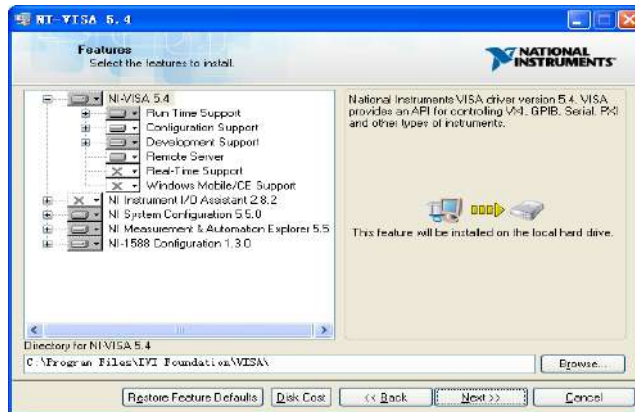 NI-VISA 5.4
Features
Select the features to install.
NATIONAL
INSTRUMENTS
NI-VISA 5.4
Run Time Support
Configuration Support
Development Support
Remote Server
Real-Time Support
Windows Mobile/CE Support
NI Instrument I/O Assistant 2.8.2
NI System Configuration 5.5.0
NI Measurement & Automation Explorer 5.5
NI-1588 Configuration 1.3.0
National Instruments VISA driver version 5.4. VISA
provides an API for controlling VXI, GPIB, Serial, PXI
and other types of instruments.
This feature will be installed on the local hard drive.
Directory for NI-VISA 5.4
C:\Program Files\IVI Foundation\VISA\
Browse...
Restore Feature Defaults
Disk Cost
<< Back
Next >>
Cancel